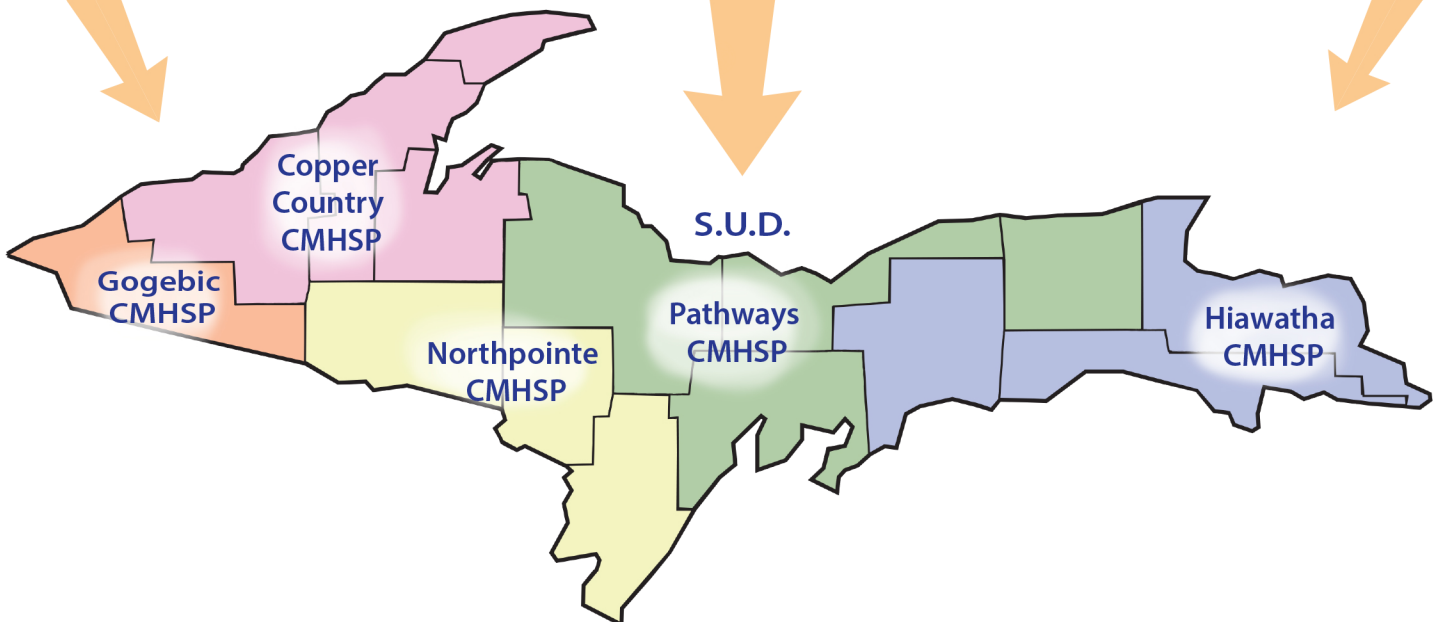 Copper
Country
CMHSP
S.U.D.
Gogebic
CMHSP
Pathways
CMHSP
Hiawatha
CMHSP
Northpointe
CMHSP